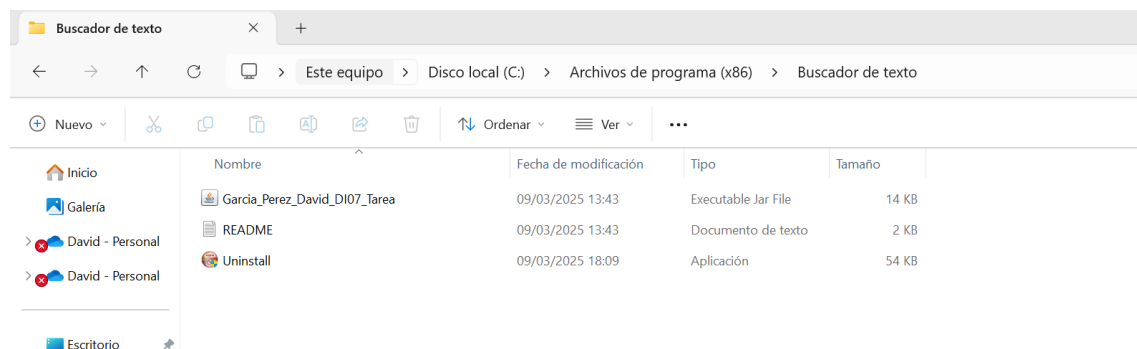 Buscador de texto
Este equipo > Disco local (C:) > Archivos de programa (x86) > Buscador de texto
Nuevo Ordenar Ver
Inicio
Galería
David - Personal
David - Personal
Escritorio
Nombre Fecha de modificación Tipo Tamaño
Garcia_Perez_David_DI07_Tarea 09/03/2025 13:43 Executable Jar File 14 KB
README 09/03/2025 13:43 Documento de texto 2 KB
Uninstall 09/03/2025 18:09 Aplicación 54 KB